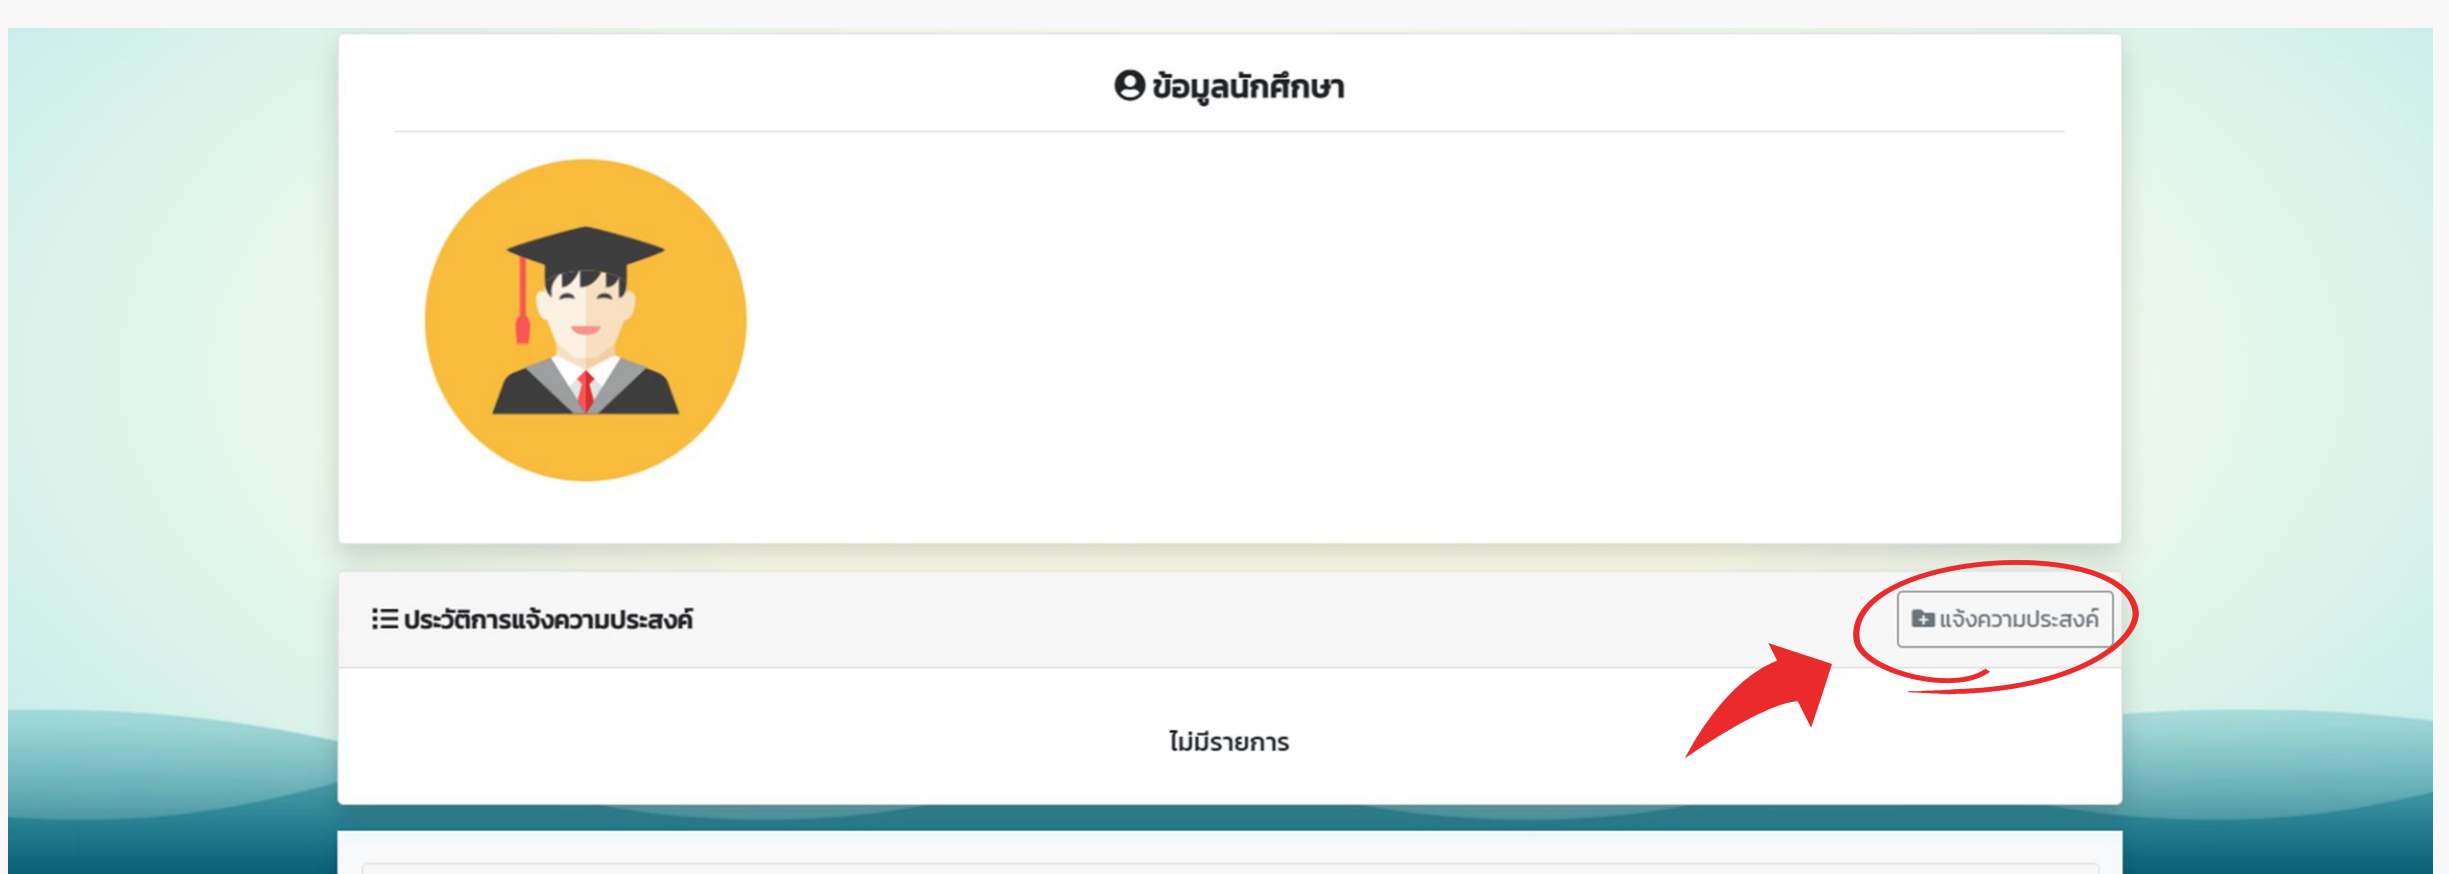 ข้อมูลนักศึกษา
ประวัติการแจ้งความประสงค์
แจ้งความประสงค์
ไม่มีรายการ